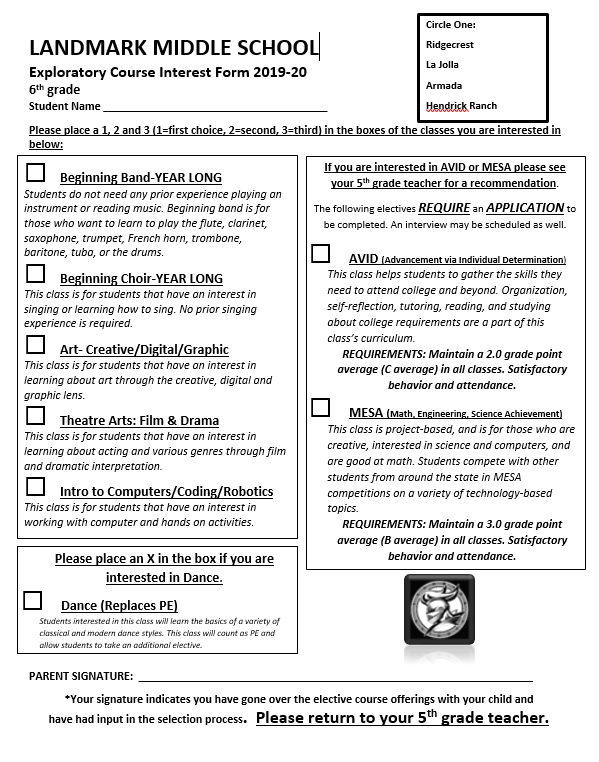 LANDMARK MIDDLE SCHOOL
Exploratory Course Interest Form 2019-20
6th grade
Student Name ____________________________________
Circle One:
Ridgecrest
La Jolla
Armada
Hendrick Ranch
Please place a 1, 2 and 3 (1=first choice, 2=second, 3=third) in the boxes of the classes you are interested in
below:
Beginning Band-YEAR LONG
Students do not need any prior experience playing an
instrument or reading music. Beginning band is for
those who want to learn to play the flute, clarinet,
saxophone, trumpet, French horn, trombone,
baritone, tuba, or the drums.
Beginning Choir-YEAR LONG
This class is for students that have an interest in
singing or learning how to sing. No prior singing
experience is required.
Art- Creative/Digital/Graphic
This class is for students that have an interest in
learning about art through the creative, digital and
graphic lens.
Theatre Arts: Film & Drama
This class is for students that have an interest in
learning about acting and various genres through film
and dramatic interpretation.
Intro to Computers/Coding/Robotics
This class is for students that have an interest in
working with computer and hands on activities.
Please place an X in the box if you are
interested in Dance.
Dance (Replaces PE)
Students interested in this class will learn the basics of a variety of
classical and modern dance styles. This class will count as PE and
allow students to take an additional elective.
If you are interested in AVID or MESA please see
your 5th grade teacher for a recommendation.
The following electives REQUIRE an APPLICATION to
be completed. An interview may be scheduled as well.
AVID (Advancement via Individual Determination)
This class helps students to gather the skills they
need to attend college and beyond. Organization,
self-reflection, tutoring, reading, and studying
about college requirements are a part of this
class's curriculum.
REQUIREMENTS: Maintain a 2.0 grade point
average (C average) in all classes. Satisfactory
behavior and attendance.
MESA (Math, Engineering, Science Achievement)
This class is project-based, and is for those who are
creative, interested in science and computers, and
are good at math. Students compete with other
students from around the state in MESA
competitions on a variety of technology-based
topics.
REQUIREMENTS: Maintain a 3.0 grade point
average (B average) in all classes. Satisfactory
behavior and attendance.
PARENT SIGNATURE: ____________________________________
*Your signature indicates you have gone over the elective course offerings with your child and
have had input in the selection process. Please return to your 5th grade teacher.